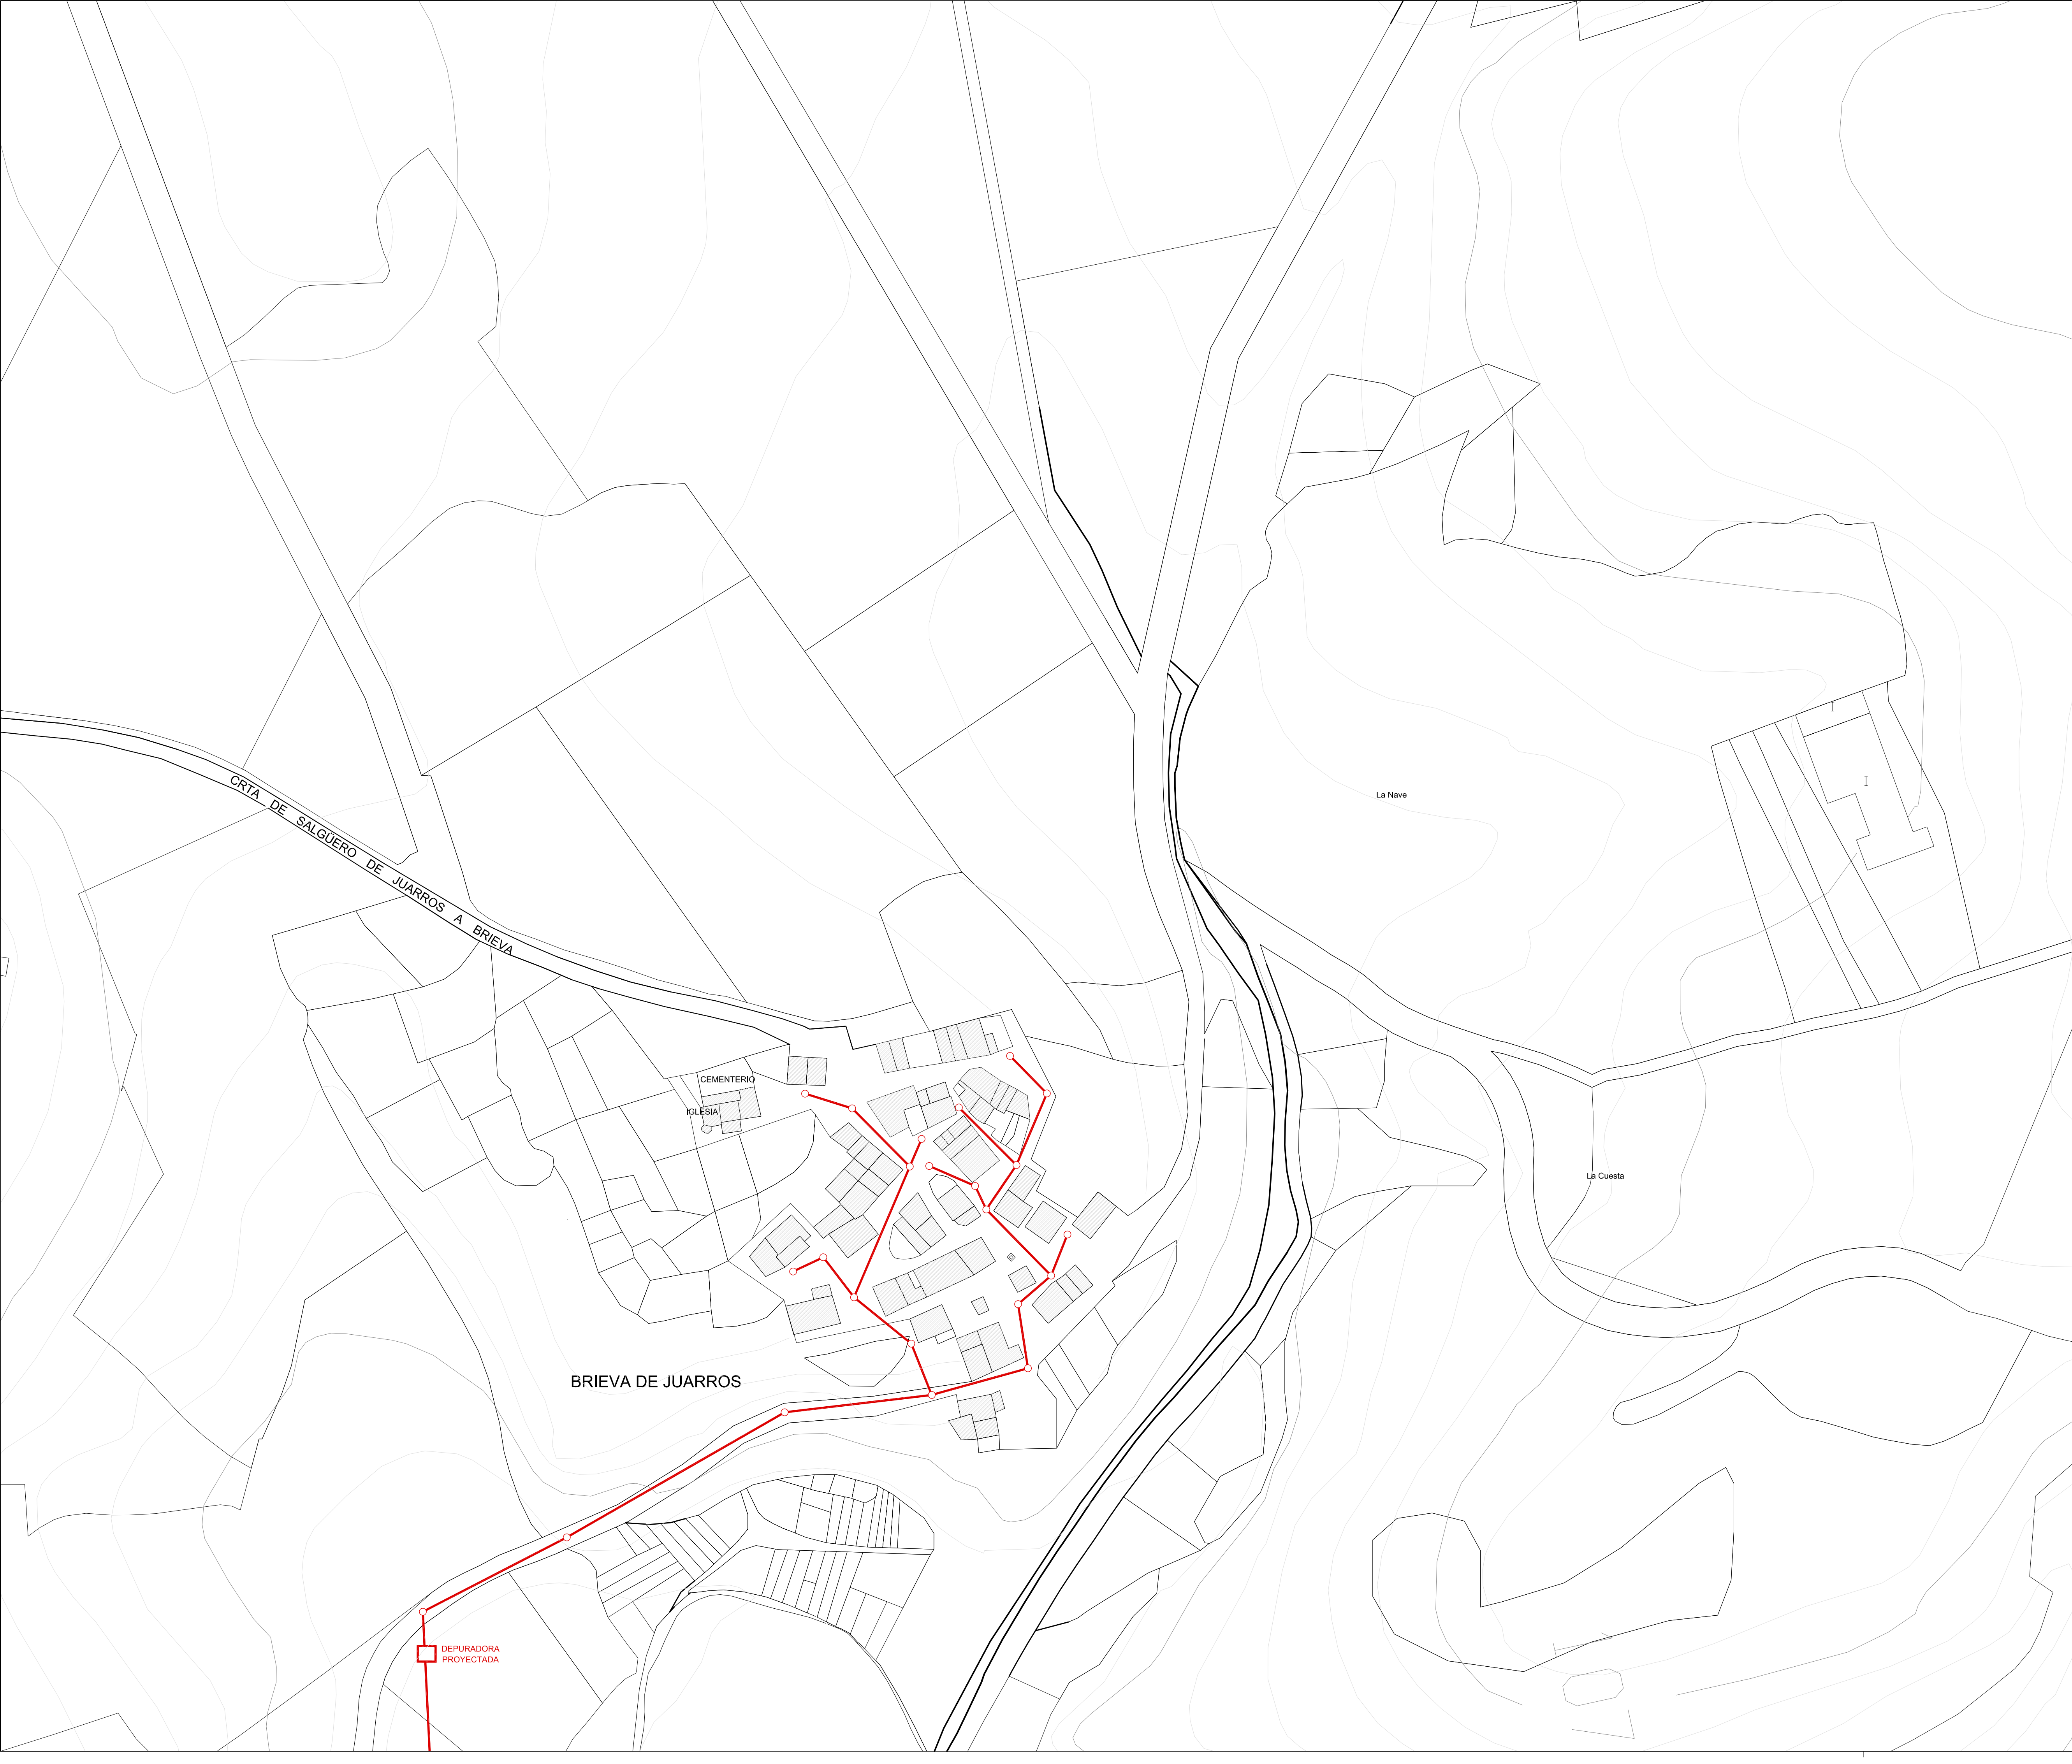 CRTA DE SALGÜERO DE JUARROS A BRIEVA
La Nave
CEMENTERIO
IGLESIA
La Cuesta
BRIEVA DE JUARROS
DEPURADORA
PROYECTADA